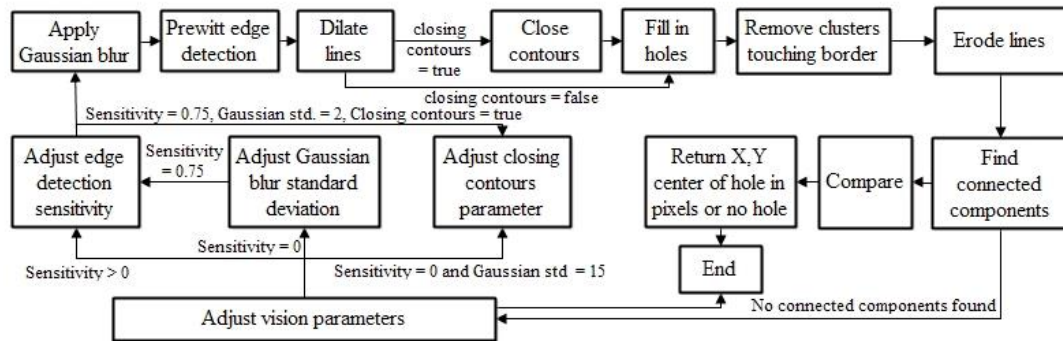 Apply
Gaussian blur
Prewitt edge
detection
Dilate
lines
closing
contours
= true
Close
contours
Fill in
holes
Remove clusters
touching border
Erode lines
closing contours = false
Sensitivity = 0.75, Gaussian std. = 2, Closing contours = true
Adjust edge
detection
sensitivity
Sensitivity
= 0.75
Adjust Gaussian
blur standard
deviation
Adjust closing
contours
parameter
Return X,Y
center of hole in
pixels or no hole
Compare
Find
connected
components
Sensitivity = 0
Sensitivity > 0
Sensitivity = 0 and Gaussian std = 15
End
No connected components found
Adjust vision parameters